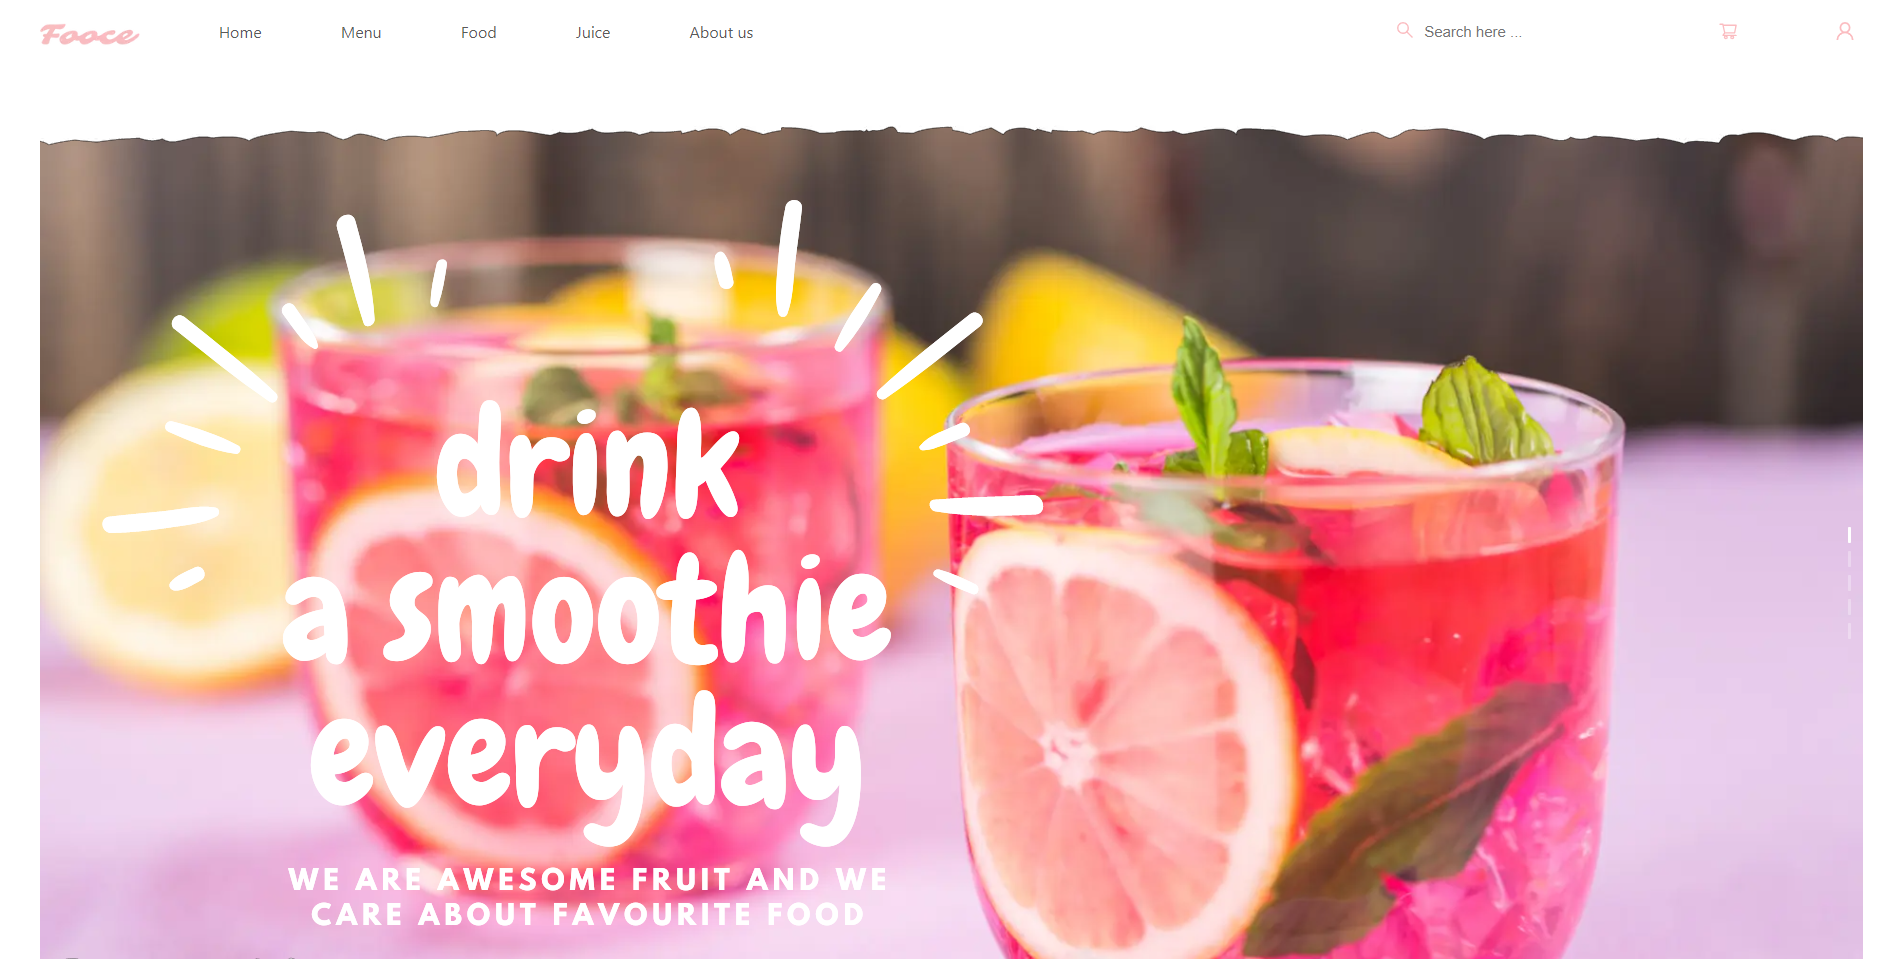 Fooce
Home
Menu
Food
Juice
About us
Search here ...
drink
a smoothie
everyday
WE ARE AWESOME FRUIT AND WE
CARE ABOUT FAVOURITE FOOD